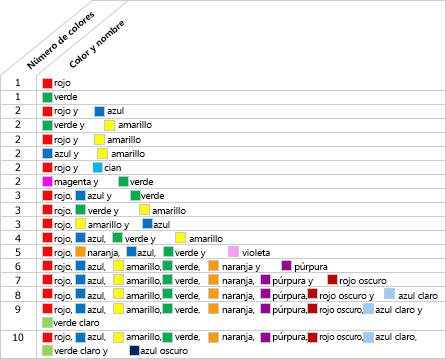 Número de colores
Color y nombre
1 rojo
1 verde
2 rojo y azul
2 verde y amarillo
2 rojo y amarillo
2 azul y amarillo
2 rojo y cian
2 magenta y verde
3 rojo, azul y verde
3 rojo, verde y amarillo
3 rojo, amarillo y azul
4 rojo, azul, verde y amarillo
5 rojo, naranja, azul, verde y violeta
6 rojo, azul, amarillo, verde, naranja y púrpura
7 rojo, azul, amarillo, verde, naranja, púrpura y rojo oscuro
8 rojo, azul, amarillo, verde, naranja, púrpura, rojo oscuro y azul claro
9 rojo, azul, amarillo, verde, naranja, púrpura, rojo oscuro, azul claro y
verde claro
10 rojo, azul, amarillo, verde, naranja, púrpura, rojo oscuro, azul claro,
verde claro y azul oscuro